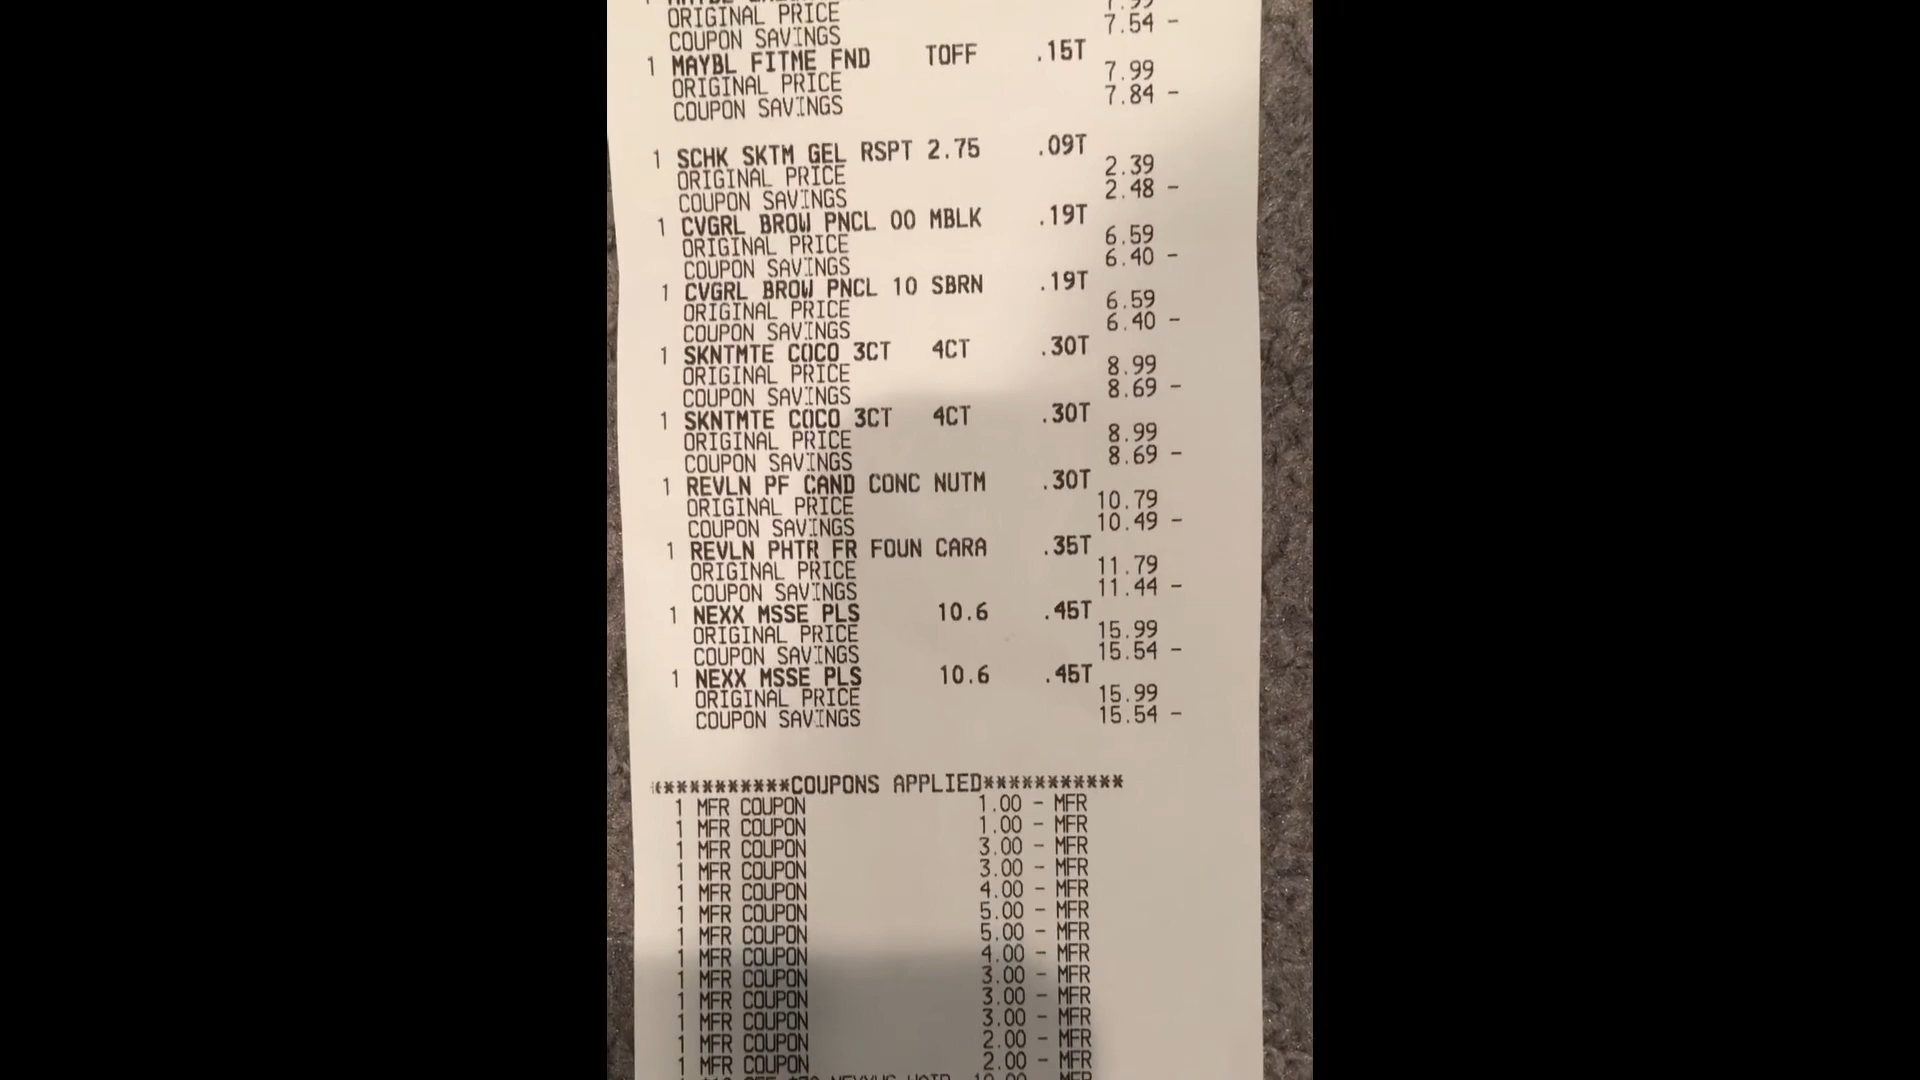 ORIGINAL PRICE 7.99
COUPON SAVINGS 7.54 -
1 MAYBL FITME FND TOFF .15T
ORIGINAL PRICE 7.99
COUPON SAVINGS 7.84 -
1 SCHK SKTM GEL RSPT 2.75 .09T
ORIGINAL PRICE 2.39
COUPON SAVINGS 2.48 -
1 CVGRL BROW PNCL 00 MBLK .19T
ORIGINAL PRICE 6.59
COUPON SAVINGS 6.40 -
1 CVGRL BROW PNCL 10 SBRN .19T
ORIGINAL PRICE 6.59
COUPON SAVINGS 6.40 -
1 SKNTMTE COCO 3CT 4CT .30T
ORIGINAL PRICE 8.99
COUPON SAVINGS 8.69 -
1 SKNTMTE COCO 3CT 4CT .30T
ORIGINAL PRICE 8.99
COUPON SAVINGS 8.69 -
1 REVLN PF CAND CONC NUTM .30T
ORIGINAL PRICE 10.79
COUPON SAVINGS 10.49 -
1 REVLN PHTR FR FOUN CARA .35T
ORIGINAL PRICE 11.79
COUPON SAVINGS 11.44 -
1 NEXX MSSE PLS 10.6 .45T
ORIGINAL PRICE 15.99
COUPON SAVINGS 15.54 -
1 NEXX MSSE PLS 10.6 .45T
ORIGINAL PRICE 15.99
COUPON SAVINGS 15.54 -
***********COUPONS APPLIED***********
1 MFR COUPON 1.00 - MFR
1 MFR COUPON 1.00 - MFR
1 MFR COUPON 3.00 - MFR
1 MFR COUPON 3.00 - MFR
1 MFR COUPON 4.00 - MFR
1 MFR COUPON 5.00 - MFR
1 MFR COUPON 5.00 - MFR
1 MFR COUPON 4.00 - MFR
1 MFR COUPON 3.00 - MFR
1 MFR COUPON 3.00 - MFR
1 MFR COUPON 3.00 - MFR
1 MFR COUPON 2.00 - MFR
1 MFR COUPON 2.00 - MFR